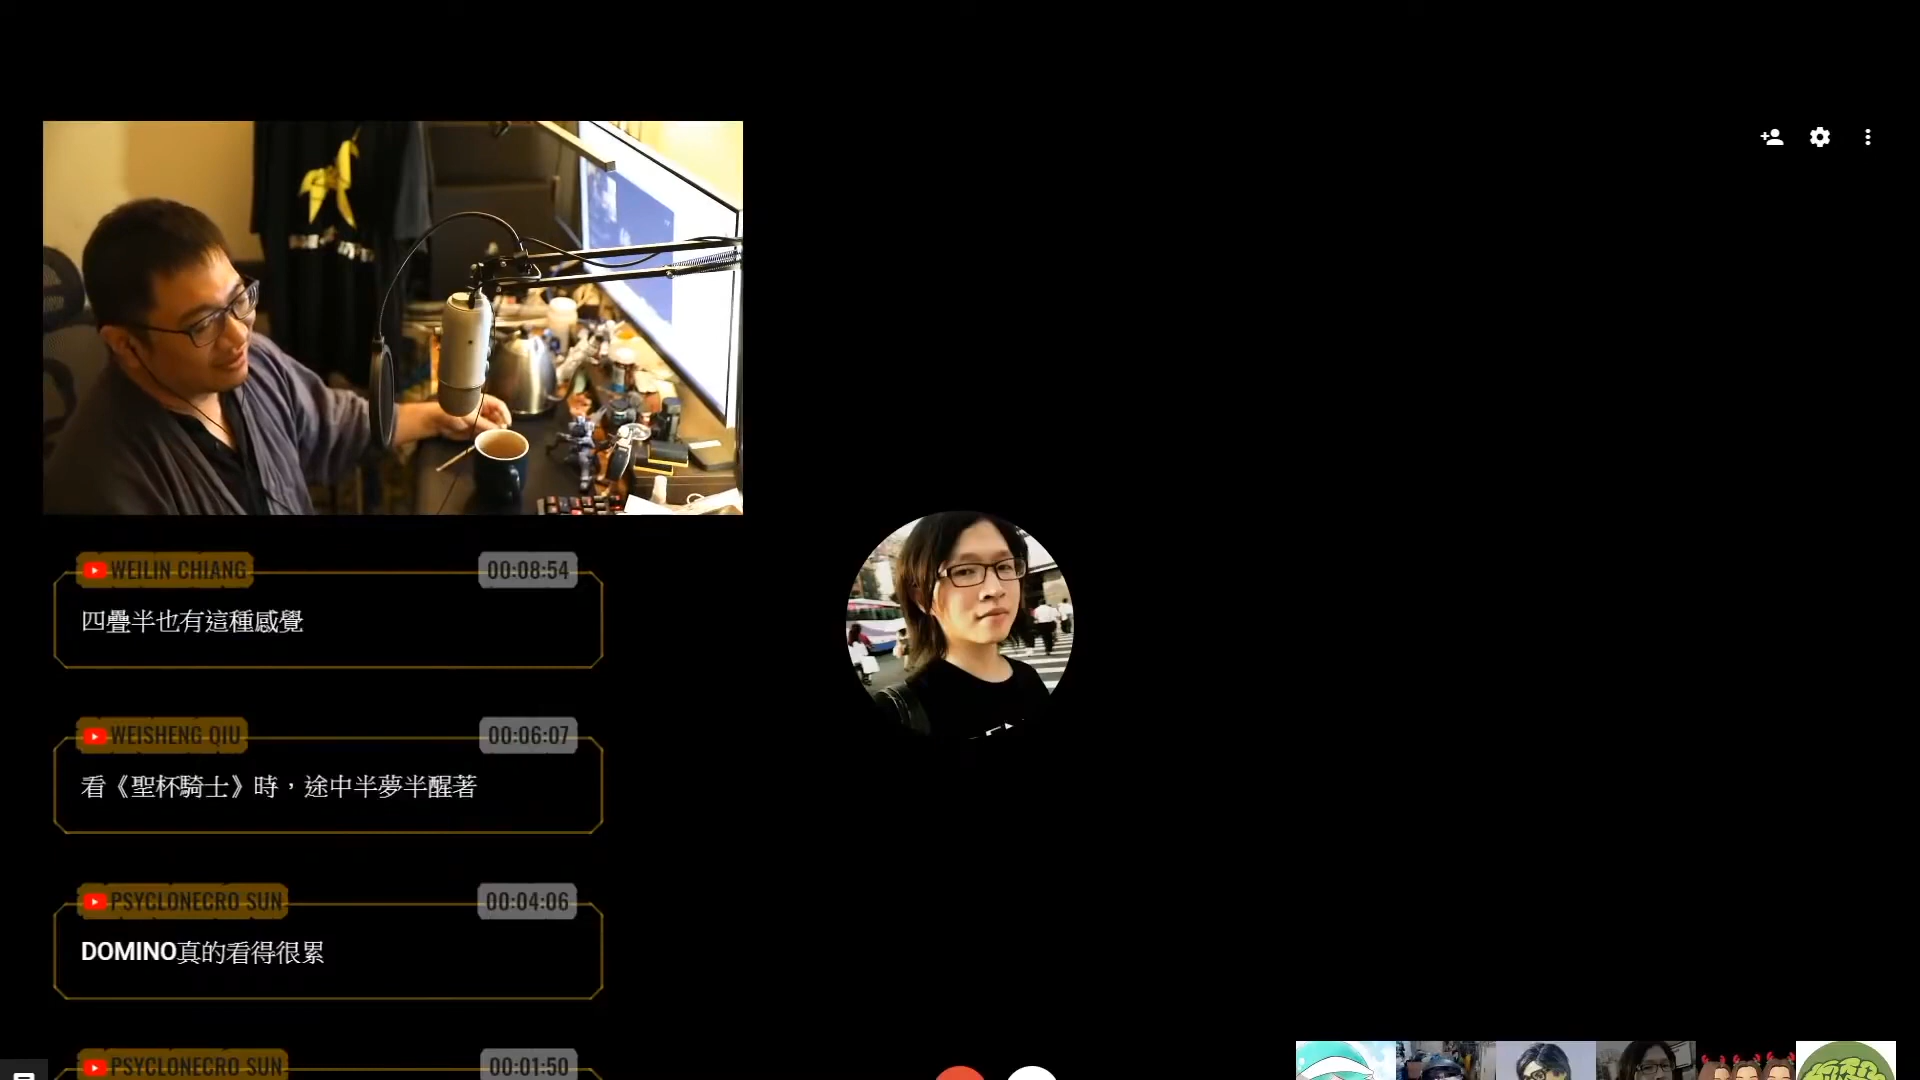 WEILIN CHIANG
00:08:54
四疊半也有這種感覺
WEISHENG QIU
00:06:07
看《聖杯騎士》時，途中半夢半醒著
PSYCLONECRO SUN
00:04:06
DOMINO真的看得很累
PSYCLONECRO SUN
00:01:50